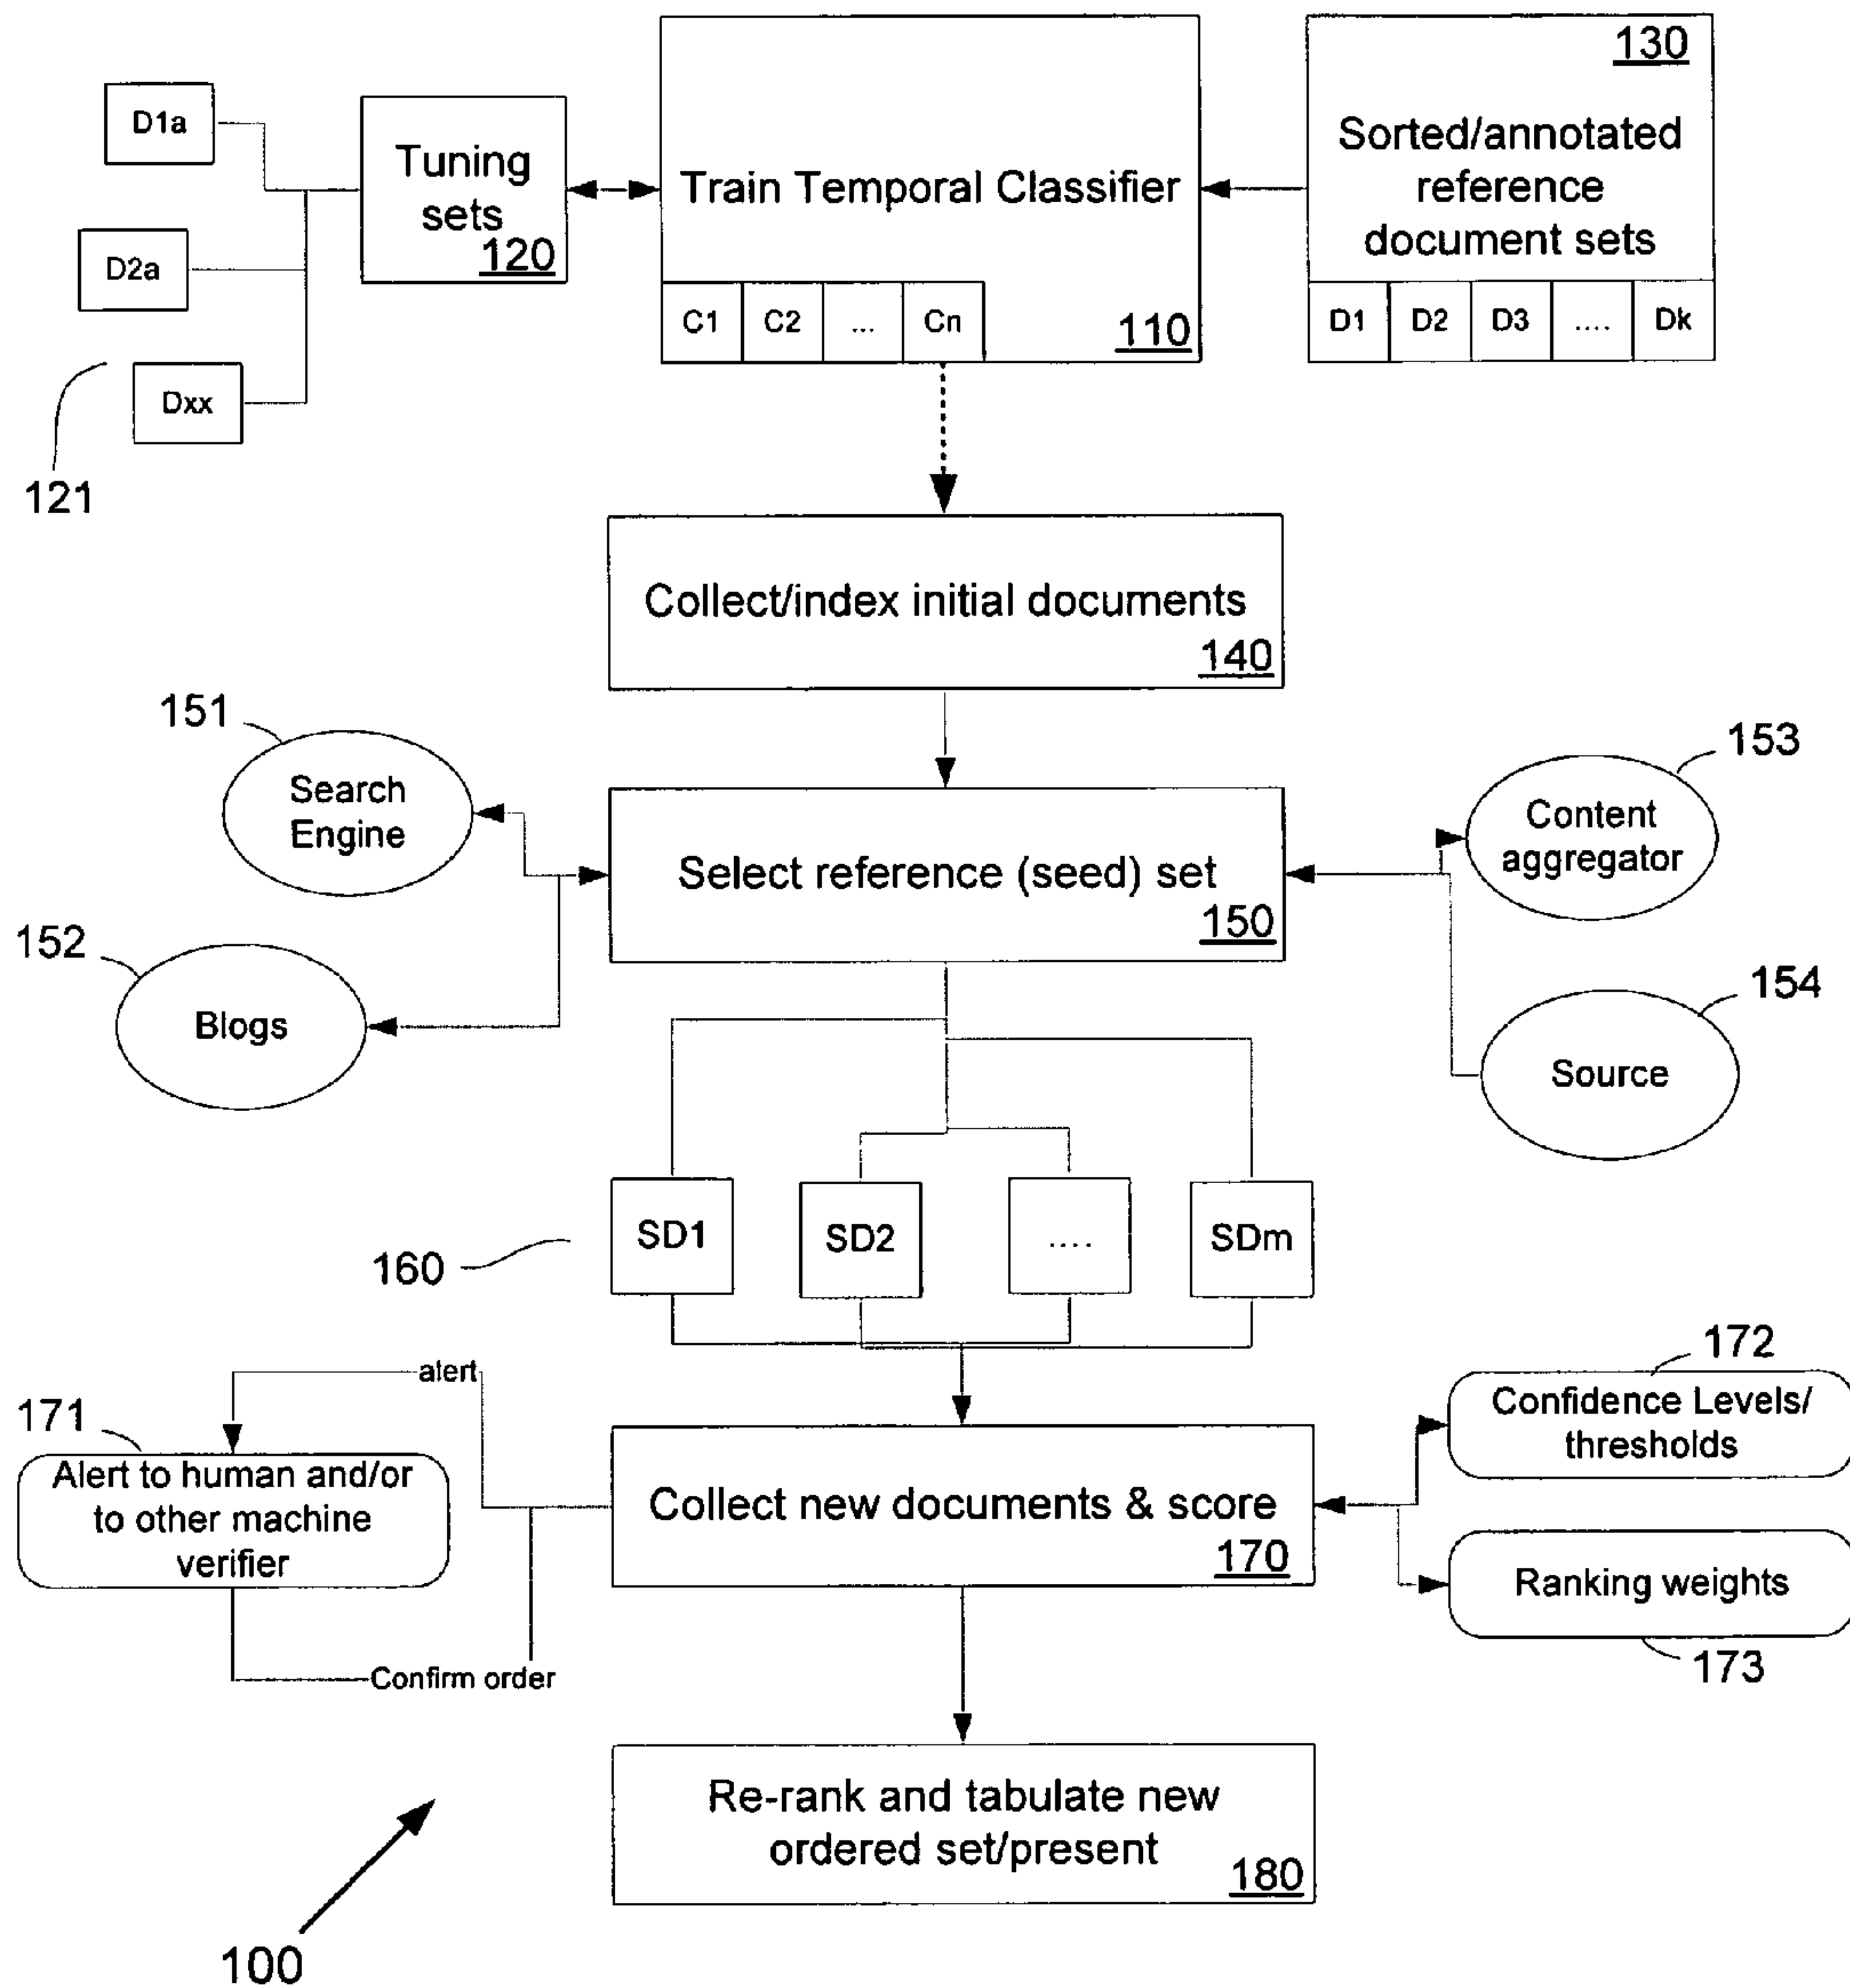 130
D1a
Tuning
sets
120
Train Temporal Classifier
Sorted/annotated
reference
document sets
D2a
C1 C2 ... Cn
110
D1 D2 D3 .... Dk
Dxx
121
Collect/index initial documents
140
151
Search
Engine
153
Content
aggregator
Select reference (seed) set
150
152
Blogs
154
Source
160
SD1 SD2 .... SDm
alert
172
Confidence Levels/
thresholds
171
Alert to human and/or
to other machine
verifier
Collect new documents & score
170
Ranking weights
173
Confirm order
Re-rank and tabulate new
ordered set/present
180
100